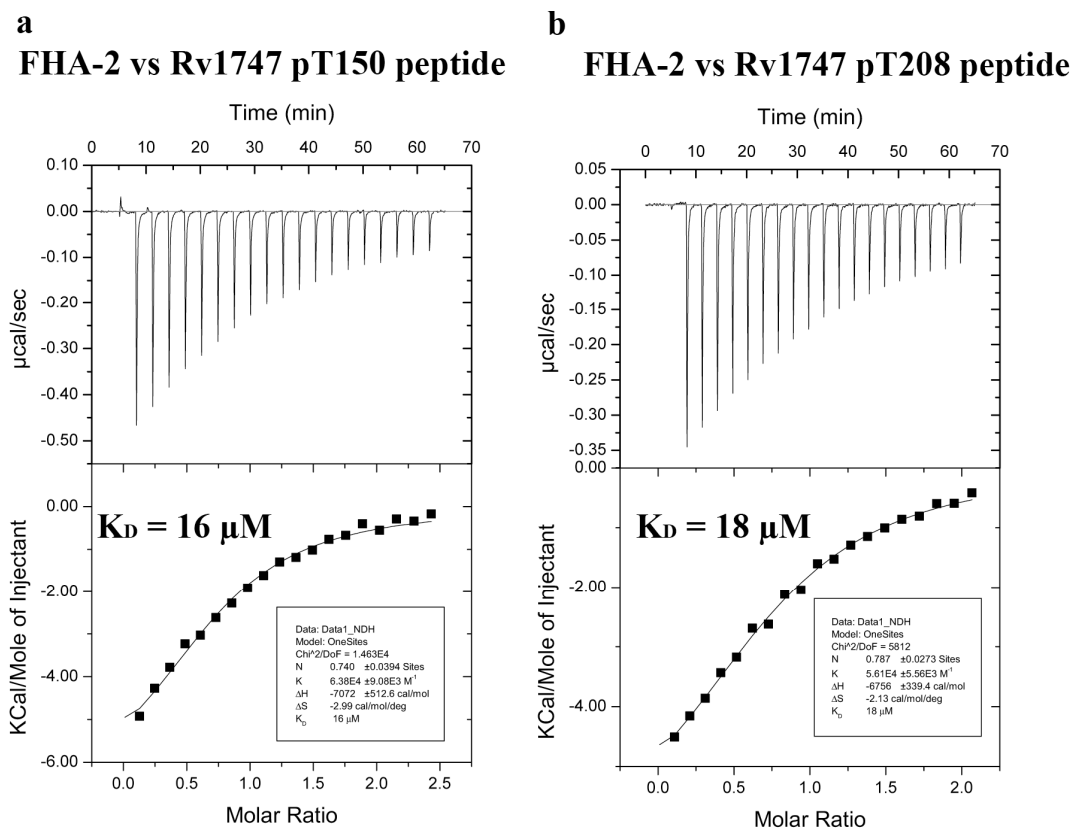 a
FHA-2 vs Rv1747 pT150 peptide
Time (min)
0 10 20 30 40 50 60 70
0.10
0.00
-0.10
-0.20
-0.30
-0.40
-0.50
µcal/sec
0.00
-2.00
-4.00
-6.00
KCal/Mole of Injectant
KD = 16 µM
Data: Data1_NDH
Model: OneSites
Chi^2/DoF = 1.463E4
N 0.740 ±0.0394 Sites
K 6.38E4 ±9.08E3 M-1
ΔH -7072 ±512.6 cal/mol
ΔS -2.99 cal/mol/deg
KD 16 µM
0.0 0.5 1.0 1.5 2.0 2.5
Molar Ratio
b
FHA-2 vs Rv1747 pT208 peptide
Time (min)
0 10 20 30 40 50 60 70
0.05
0.00
-0.05
-0.10
-0.15
-0.20
-0.25
-0.30
-0.35
µcal/sec
0.00
-2.00
-4.00
KCal/Mole of Injectant
KD = 18 µM
Data: Data1_NDH
Model: OneSites
Chi^2/DoF = 5812
N 0.787 ±0.0273 Sites
K 5.61E4 ±5.56E3 M-1
ΔH -6756 ±339.4 cal/mol
ΔS -2.13 cal/mol/deg
KD 18 µM
0.0 0.5 1.0 1.5 2.0
Molar Ratio